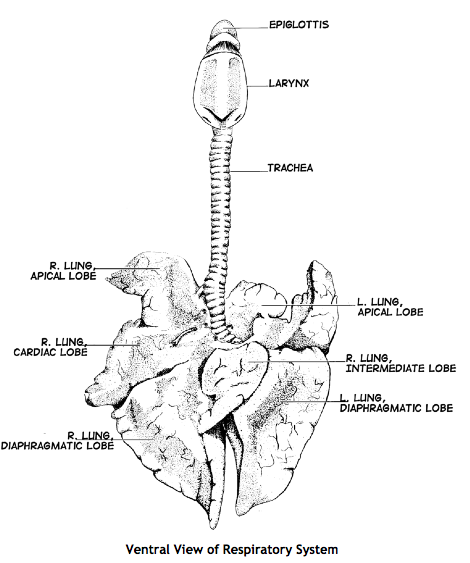 EPIGLOTTIS
LARYNX
TRACHEA
R. LUNG,
APICAL LOBE
L. LUNG,
APICAL LOBE
R. LUNG,
CARDIAC LOBE
R. LUNG,
INTERMEDIATE LOBE
L. LUNG,
DIAPHRAGMATIC LOBE
R. LUNG,
DIAPHRAGMATIC LOBE
Ventral View of Respiratory System